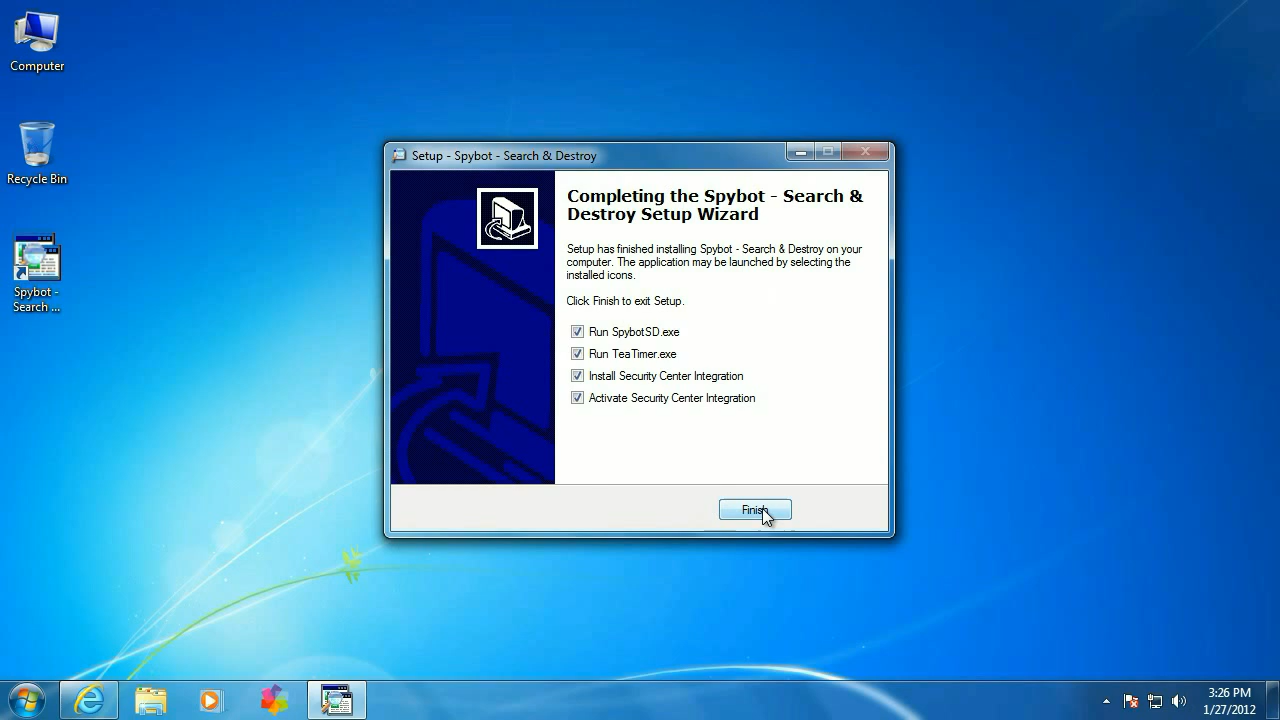 Computer
Recycle Bin
Spybot -
Search ...
Setup - Spybot - Search & Destroy
Completing the Spybot - Search &
Destroy Setup Wizard
Setup has finished installing Spybot - Search & Destroy on your
computer. The application may be launched by selecting the
installed icons.
Click Finish to exit Setup.
Run SpybotSD.exe
Run TeaTimer.exe
Install Security Center Integration
Activate Security Center Integration
Finish
3:26 PM
1/27/2012